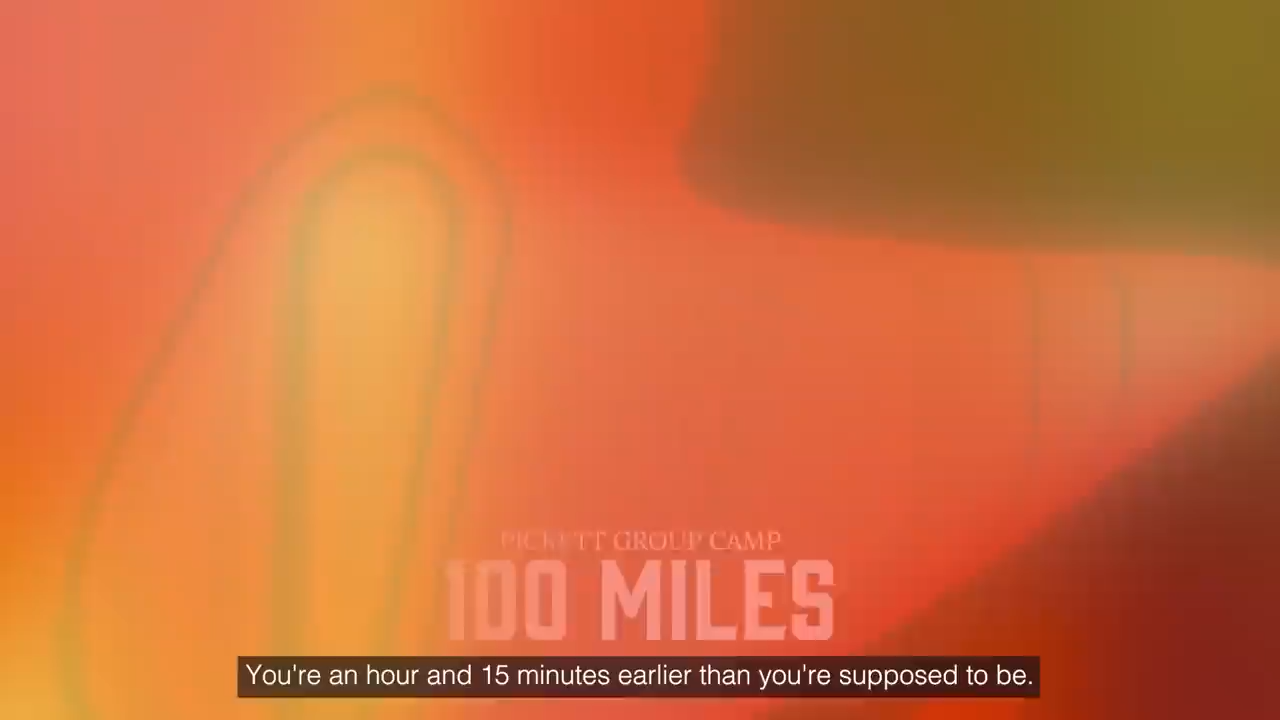 PICKETT GROUP CAMP
100 MILES
You're an hour and 15 minutes earlier than you're supposed to be.